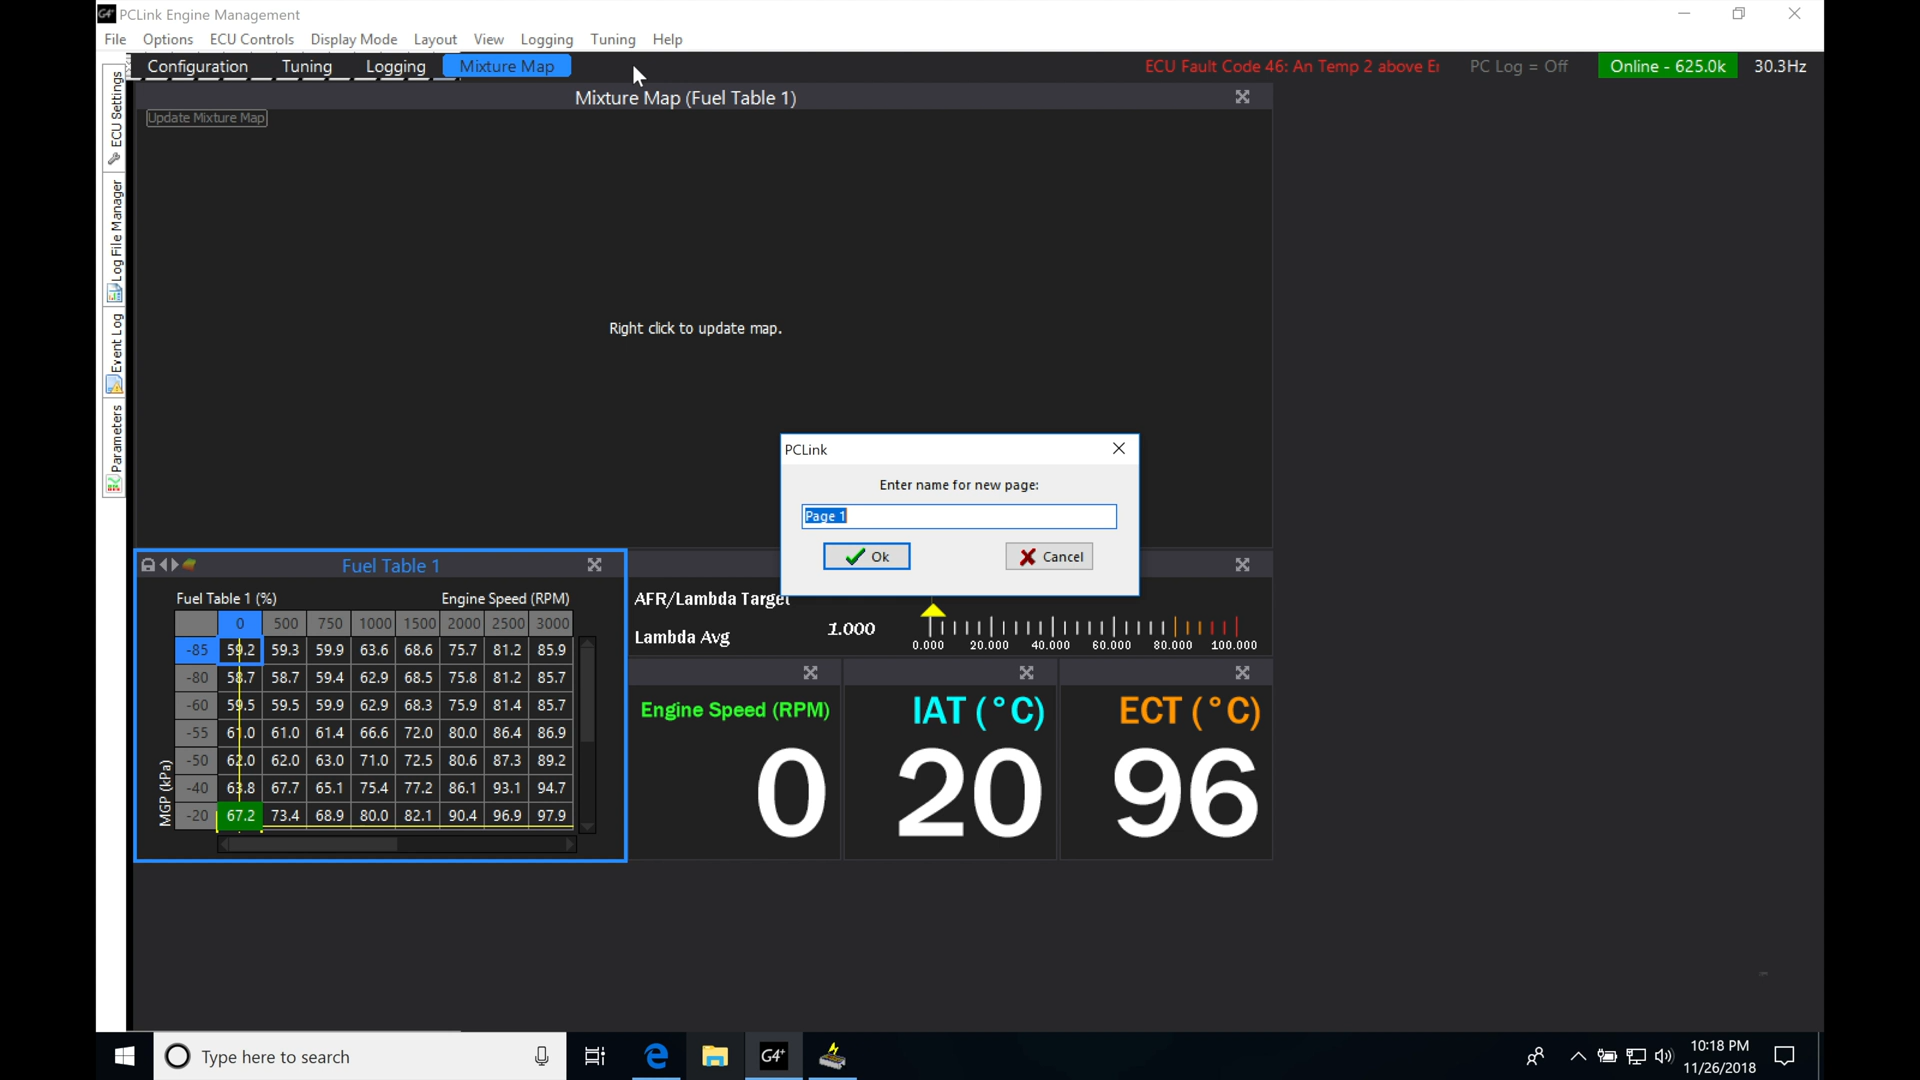 G4+ PCLink Engine Management
File Options ECU Controls Display Mode Layout View Logging Tuning Help
Configuration Tuning Logging Mixture Map
ECU Fault Code 46: An Temp 2 above Er PC Log = Off Online - 625.0k 30.3Hz
ECU Settings
Log File Manager
Event Log
Parameters
Mixture Map (Fuel Table 1)
Update Mixture Map
Right click to update map.
PCLink
Enter name for new page:
Page 1
Ok Cancel
Fuel Table 1
Fuel Table 1 (%) Engine Speed (RPM)
0 500 750 1000 1500 2000 2500 3000
-85 59.2 59.3 59.9 63.6 68.6 75.7 81.2 85.9
-80 58.7 58.7 59.4 62.9 68.5 75.8 81.2 85.7
-60 59.5 59.5 59.9 62.9 68.3 75.9 81.4 85.7
-55 61.0 61.0 61.4 66.6 72.0 80.0 86.4 86.9
-50 62.0 62.0 63.0 71.0 72.5 80.6 87.3 89.2
-40 63.8 67.7 65.1 75.4 77.2 86.1 93.1 94.7
-20 67.2 73.4 68.9 80.0 82.1 90.4 96.9 97.9
MGP (kPa)
AFR/Lambda Target
Lambda Avg 1.000
0.000 20.000 40.000 60.000 80.000 100.000
Engine Speed (RPM)
0
IAT (°C)
20
ECT (°C)
96
Type here to search
G4+
10:18 PM
11/26/2018